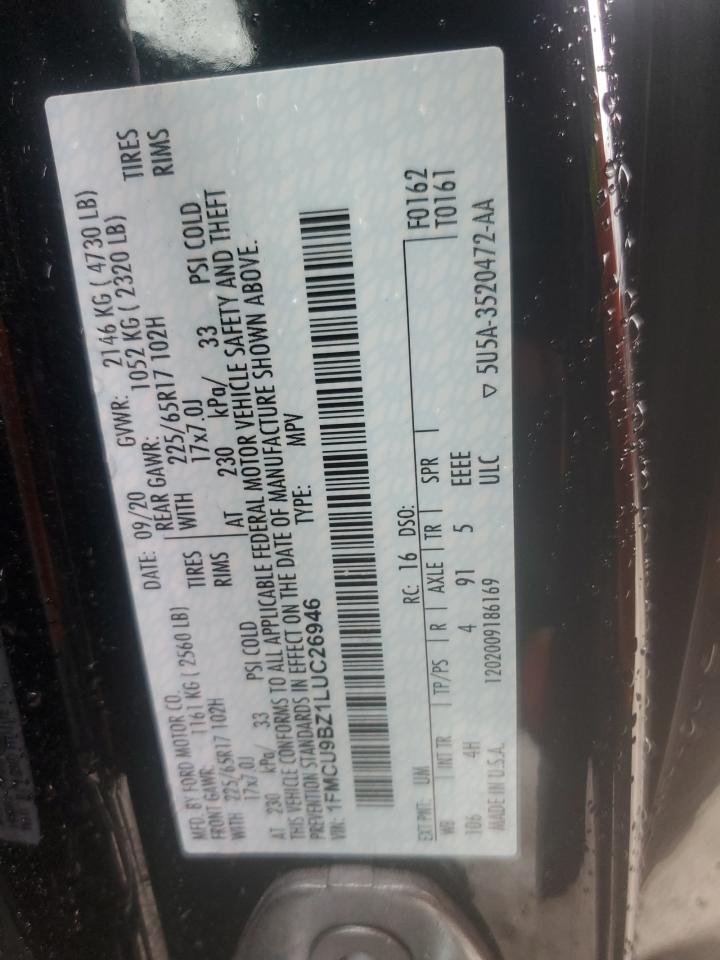 MFD. BY FORD MOTOR CO.
DATE: 09/20 GVWR: 2146 KG ( 4730 LB)
FRONT GAWR: 1161 KG ( 2560 LB) REAR GAWR: 1052 KG ( 2320 LB)
WITH 225/65R17 102H TIRES WITH 225/65R17 102H TIRES
17x7.0J RIMS 17x7.0J RIMS
AT 230 kPa/ 33 PSI COLD AT 230 kPa/ 33 PSI COLD
THIS VEHICLE CONFORMS TO ALL APPLICABLE FEDERAL MOTOR VEHICLE SAFETY AND THEFT
PREVENTION STANDARDS IN EFFECT ON THE DATE OF MANUFACTURE SHOWN ABOVE.
VIN: 1FMCU9BZ1LUC26946 TYPE: MPV
EXT PNT: UM RC: 16 DSO: F0162
WB INT TR TP/PS R AXLE TR SPR T0161
106 4H 4 91 5 EEEE
MADE IN U.S.A. 1202009186169 ULC ▽ 5U5A-3520472-AA